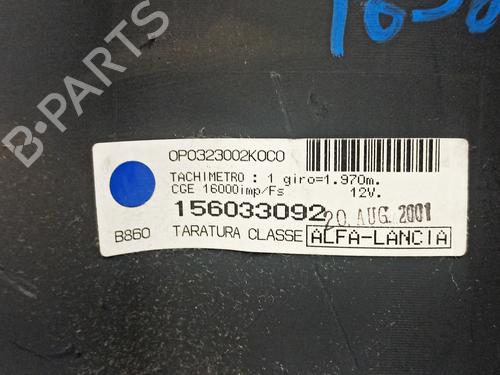 B-PARTS
OPO323002KOCO
TACHIMETRO : 1 giro=1.970m.
CGE 16000imp/Fs 12V.
156033092 20 AUG. 2001
B860 TARATURA CLASSE ALFA-LANCIA